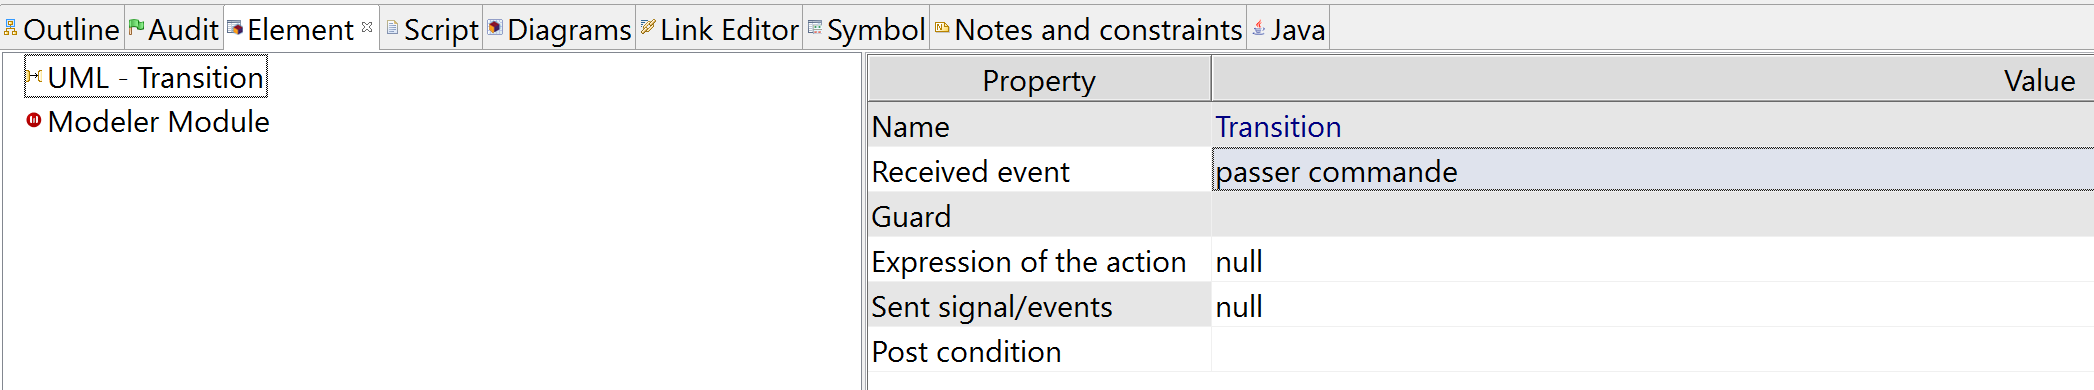 Outline Audit Element Script Diagrams Link Editor Symbol Notes and constraints Java
UML - Transition
Modeler Module
Property Value
Name Transition
Received event passer commande
Guard
Expression of the action null
Sent signal/events null
Post condition